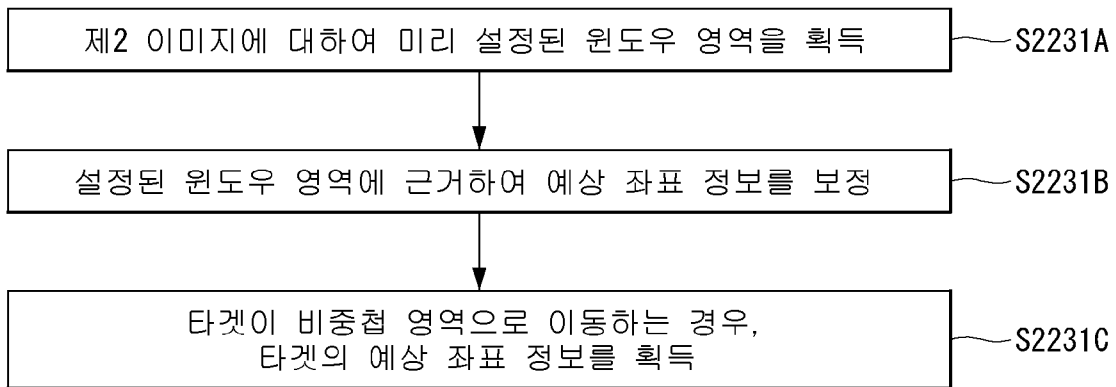 제2 이미지에 대하여 미리 설정된 윈도우 영역을 획득
S2231A
설정된 윈도우 영역에 근거하여 예상 좌표 정보를 보정
S2231B
타겟이 비중첩 영역으로 이동하는 경우,
타겟의 예상 좌표 정보를 획득
S2231C